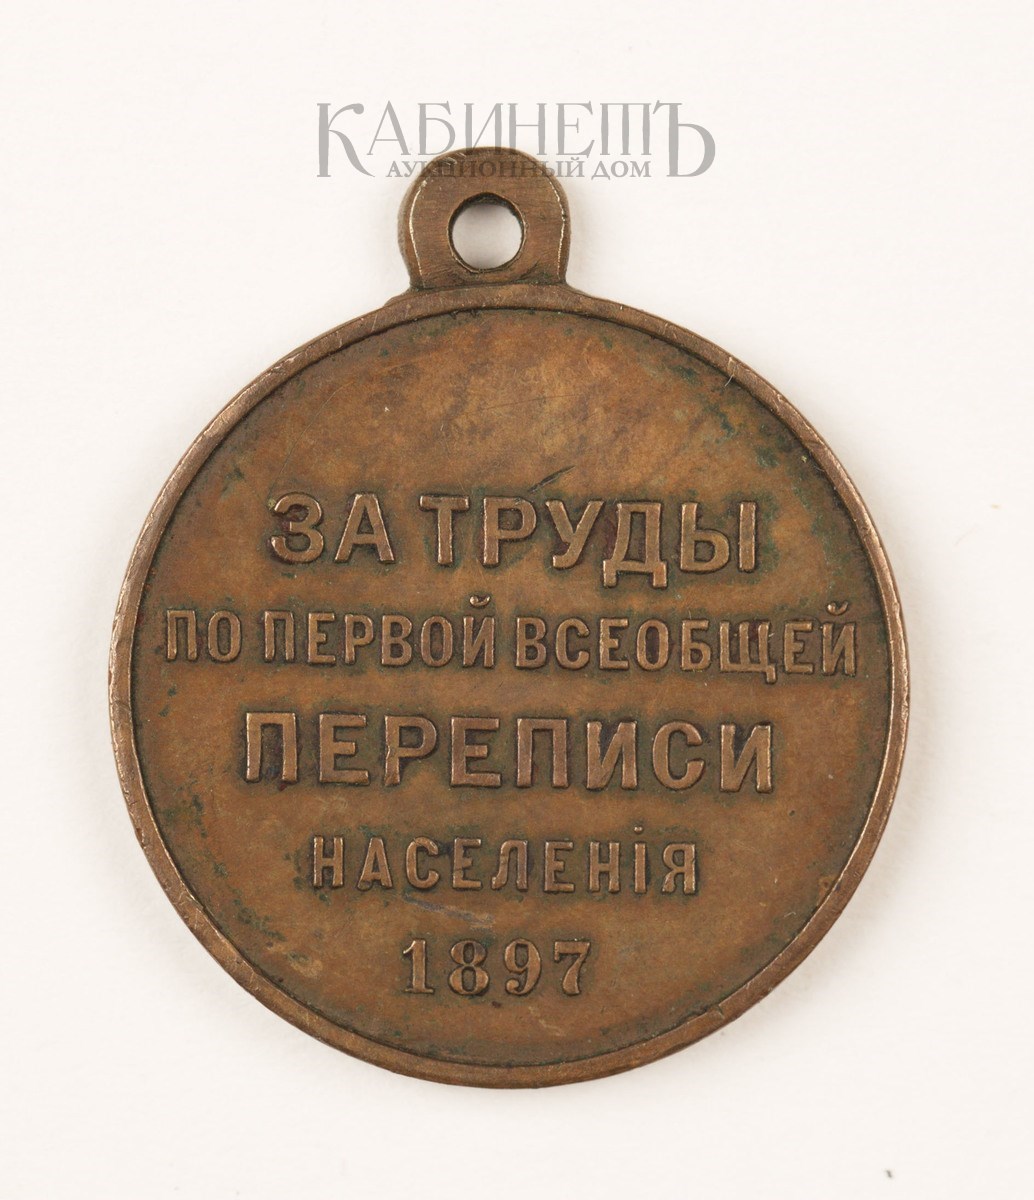 КАБИНЕТЪ
АУКЦИОННЫЙ ДОМ
ЗА ТРУДЫ
ПО ПЕРВОЙ ВСЕОБЩЕЙ
ПЕРЕПИСИ
НАСЕЛЕНІЯ
1897